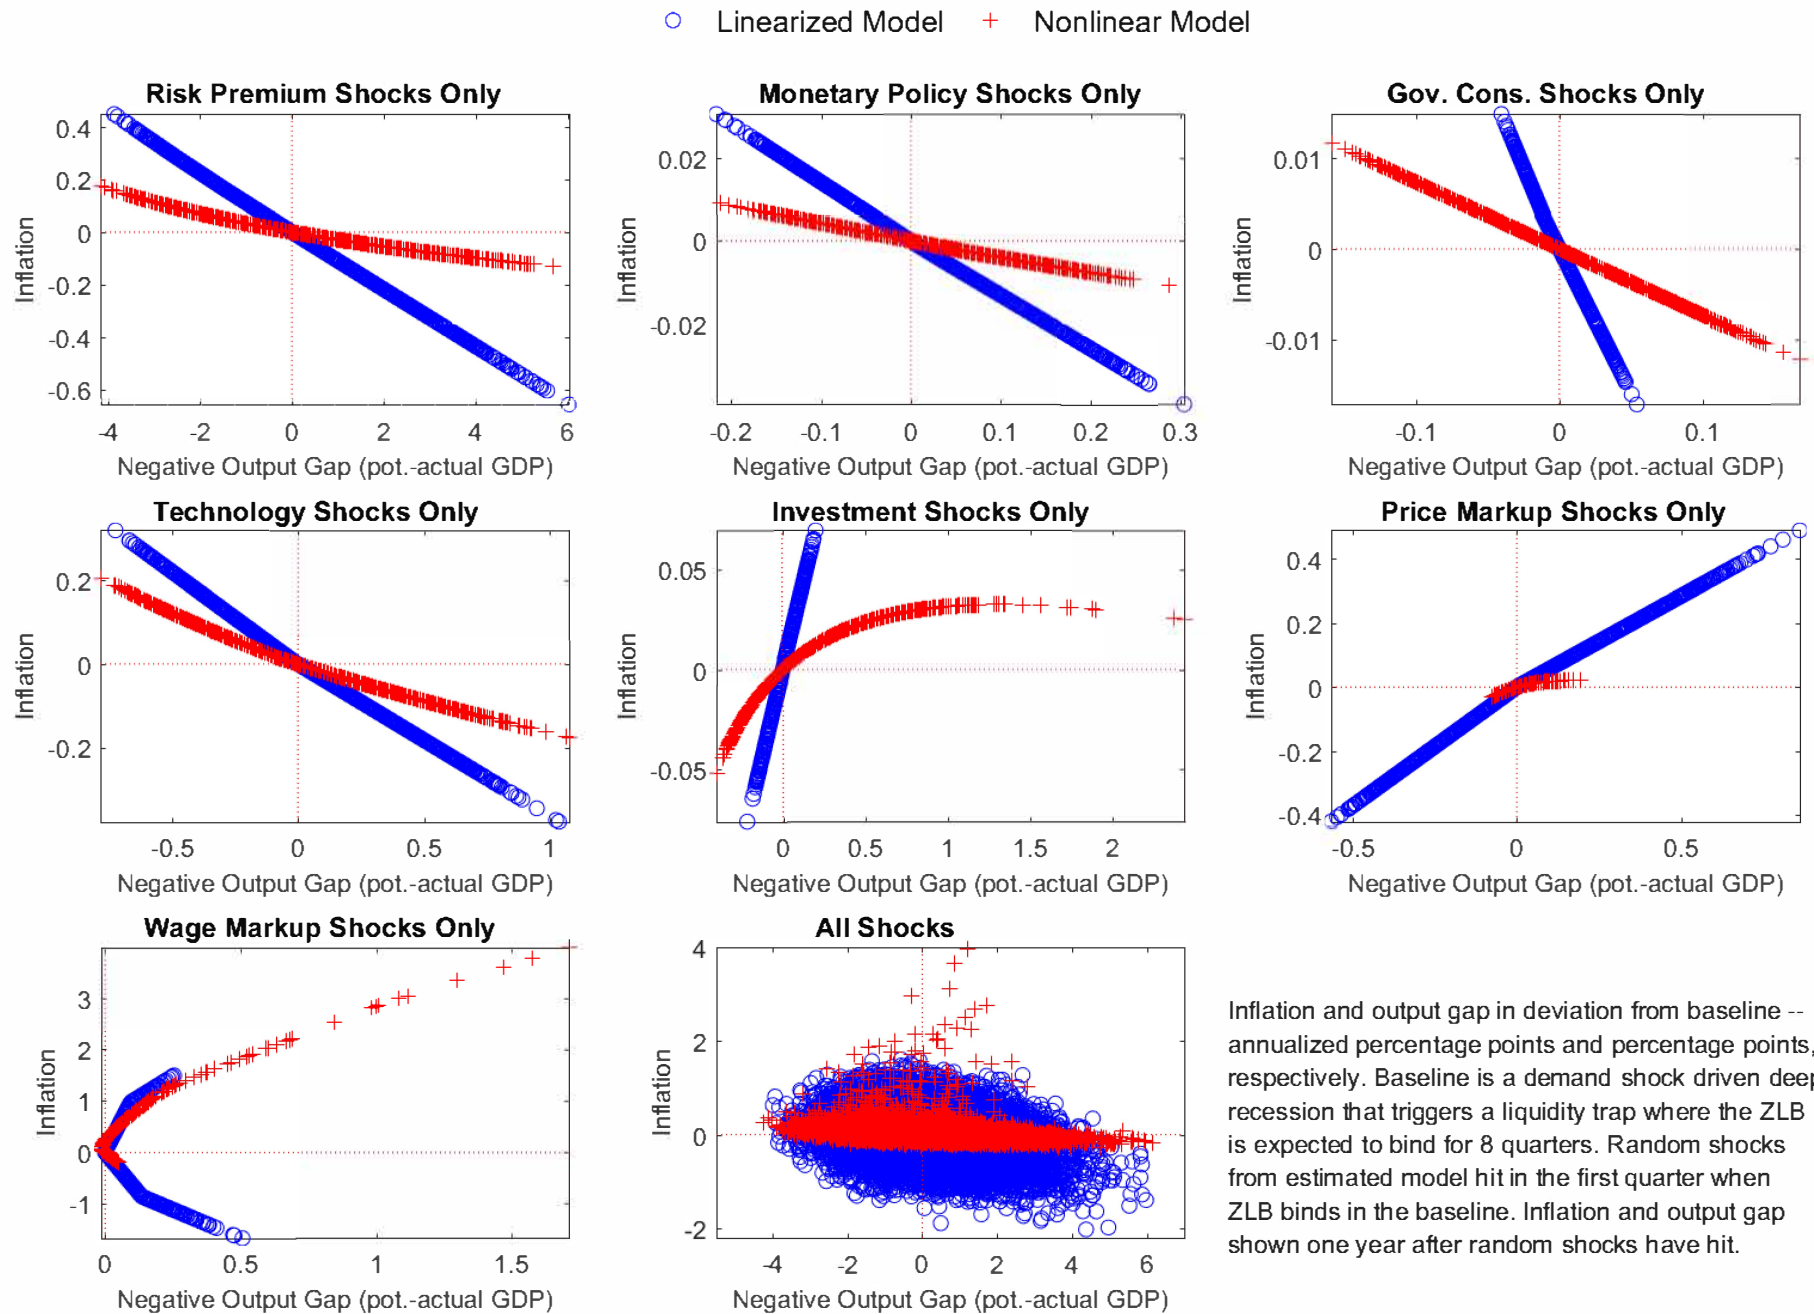 Linearized Model
Nonlinear Model
Risk Premium Shocks Only
0.4
0.2
0
-0.2
-0.4
-0.6
Inflation
-4
-2
0
2
4
6
Negative Output Gap (pot.-actual GDP)
Monetary Policy Shocks Only
0.02
0
-0.02
Inflation
-0.2
-0.1
0
0.1
0.2
0.3
Negative Output Gap (pot.-actual GDP)
Gov. Cons. Shocks Only
0.01
0
-0.01
Inflation
-0.1
0
0.1
Negative Output Gap (pot.-actual GDP)
Technology Shocks Only
0.2
0
-0.2
Inflation
-0.5
0
0.5
1
Negative Output Gap (pot.-actual GDP)
Investment Shocks Only
0.05
0
-0.05
Inflation
0
0.5
1
1.5
2
Negative Output Gap (pot.-actual GDP)
Price Markup Shocks Only
0.4
0.2
0
-0.2
-0.4
Inflation
-0.5
0
0.5
Negative Output Gap (pot.-actual GDP)
Wage Markup Shocks Only
3
2
1
0
-1
Inflation
0
0.5
1
1.5
Negative Output Gap (pot.-actual GDP)
All Shocks
4
2
0
-2
Inflation
-4
-2
0
2
4
6
Negative Output Gap (pot.-actual GDP)
Inflation and output gap in deviation from baseline --
annualized percentage points and percentage points,
respectively. Baseline is a demand shock driven deep
recession that triggers a liquidity trap where the ZLB
is expected to bind for 8 quarters. Random shocks
from estimated model hit in the first quarter when
ZLB binds in the baseline. Inflation and output gap
shown one year after random shocks have hit.